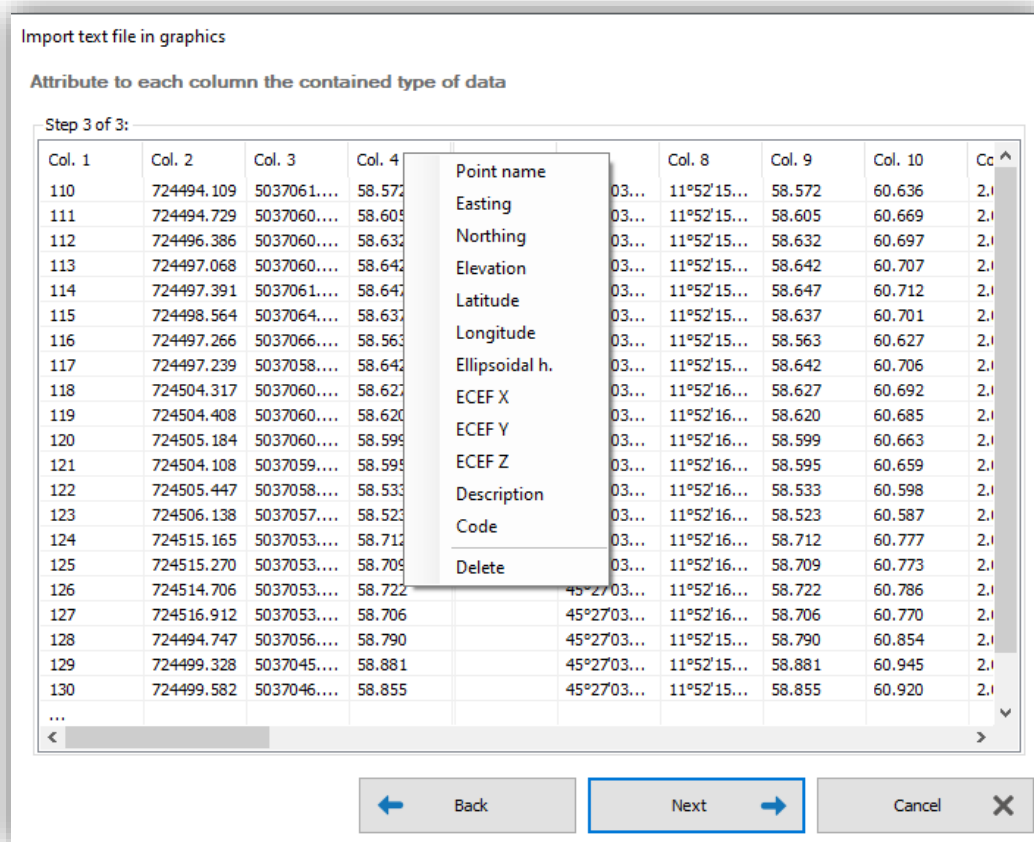 Import text file in graphics
Attribute to each column the contained type of data
Step 3 of 3:
Col. 1 Col. 2 Col. 3 Col. 4 Col. 8 Col. 9 Col. 10
110 724494.109 5037061.... 58.572 03... 11°52'15... 58.572 60.636
111 724494.729 5037060.... 58.605 03... 11°52'15... 58.605 60.669
112 724496.386 5037060.... 58.632 03... 11°52'15... 58.632 60.697
113 724497.068 5037060.... 58.642 03... 11°52'15... 58.642 60.707
114 724497.391 5037061.... 58.647 03... 11°52'15... 58.647 60.712
115 724498.564 5037064.... 58.637 03... 11°52'15... 58.637 60.701
116 724497.266 5037066.... 58.563 03... 11°52'15... 58.563 60.627
117 724497.239 5037058.... 58.642 03... 11°52'15... 58.642 60.706
118 724504.317 5037060.... 58.627 03... 11°52'16... 58.627 60.692
119 724504.408 5037060.... 58.620 03... 11°52'16... 58.620 60.685
120 724505.184 5037060.... 58.599 03... 11°52'16... 58.599 60.663
121 724504.108 5037059.... 58.595 03... 11°52'16... 58.595 60.659
122 724505.447 5037058.... 58.533 03... 11°52'16... 58.533 60.598
123 724506.138 5037057.... 58.523 03... 11°52'16... 58.523 60.587
124 724515.165 5037053.... 58.712 03... 11°52'16... 58.712 60.777
125 724515.270 5037053.... 58.709 03... 11°52'16... 58.709 60.773
126 724514.706 5037053.... 58.722 45°27'03... 11°52'16... 58.722 60.786
127 724516.912 5037053.... 58.706 45°27'03... 11°52'16... 58.706 60.770
128 724494.747 5037056.... 58.790 45°27'03... 11°52'15... 58.790 60.854
129 724499.328 5037045.... 58.881 45°27'03... 11°52'15... 58.881 60.945
130 724499.582 5037046.... 58.855 45°27'03... 11°52'15... 58.855 60.920
...
Point name
Easting
Northing
Elevation
Latitude
Longitude
Ellipsoidal h.
ECEF X
ECEF Y
ECEF Z
Description
Code
Delete
Back Next Cancel